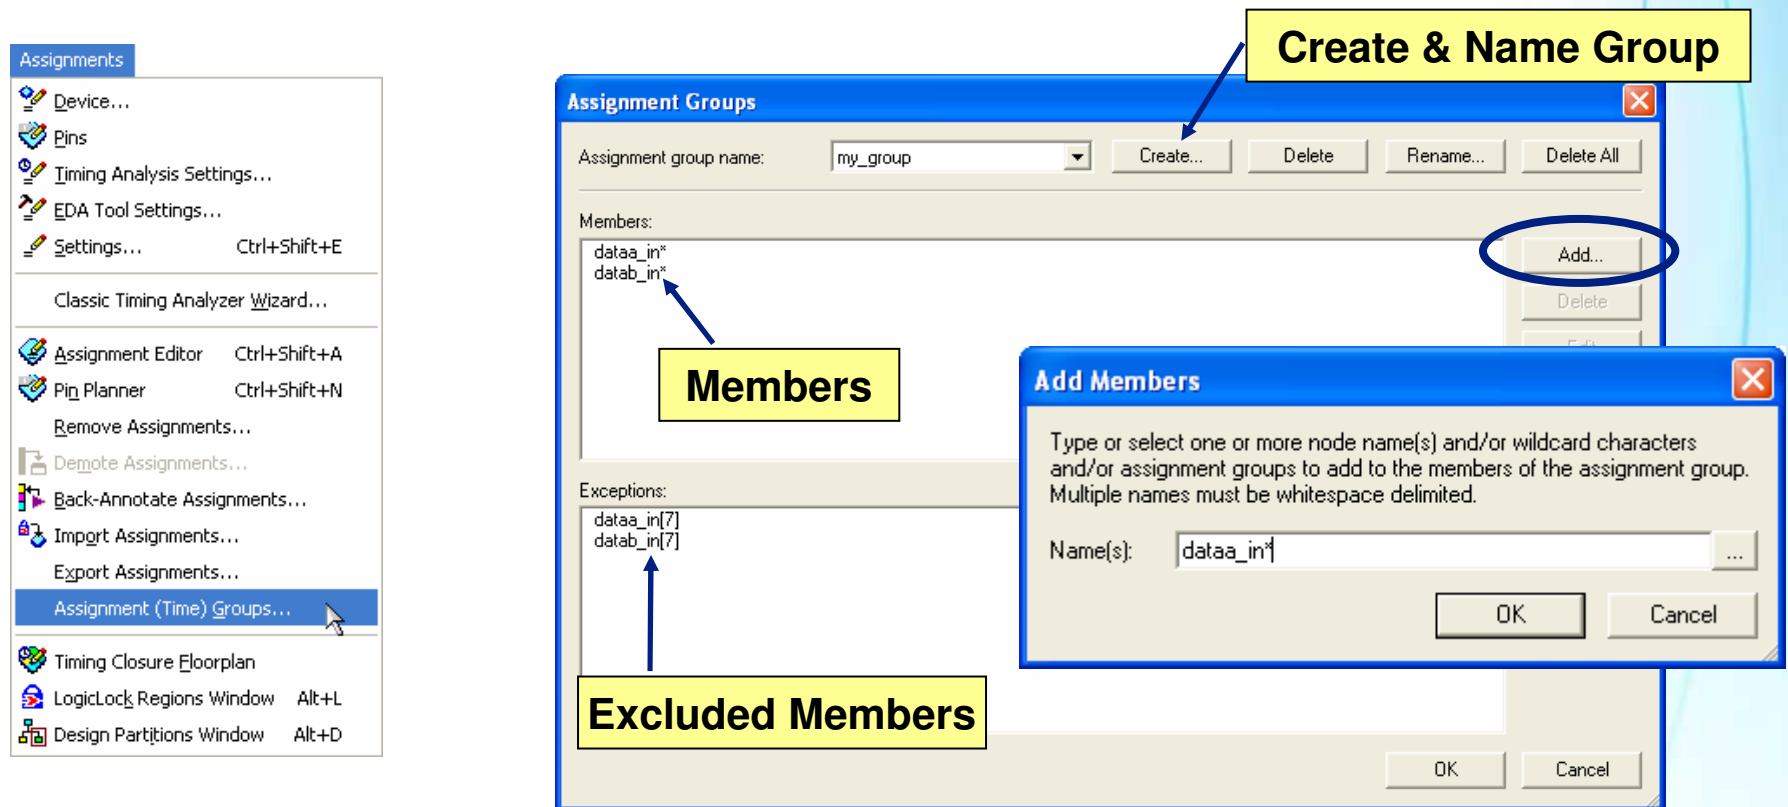 Assignments
Device...
Pins
Timing Analysis Settings...
EDA Tool Settings...
Settings... Ctrl+Shift+E
Classic Timing Analyzer Wizard...
Assignment Editor Ctrl+Shift+A
Pin Planner Ctrl+Shift+N
Remove Assignments...
Demote Assignments...
Back-Annotate Assignments...
Import Assignments...
Export Assignments...
Assignment (Time) Groups...
Timing Closure Floorplan
LogicLock Regions Window Alt+L
Design Partitions Window Alt+D
Create & Name Group
Assignment Groups
Assignment group name: my_group Create... Delete Rename... Delete All
Members:
dataa_in*
datab_in*
Add...
Delete
Edit
Members
Exceptions:
dataa_in[7]
datab_in[7]
Excluded Members
OK Cancel
Add Members
Type or select one or more node name(s) and/or wildcard characters
and/or assignment groups to add to the members of the assignment group.
Multiple names must be whitespace delimited.
Name(s): dataa_in* ...
OK Cancel